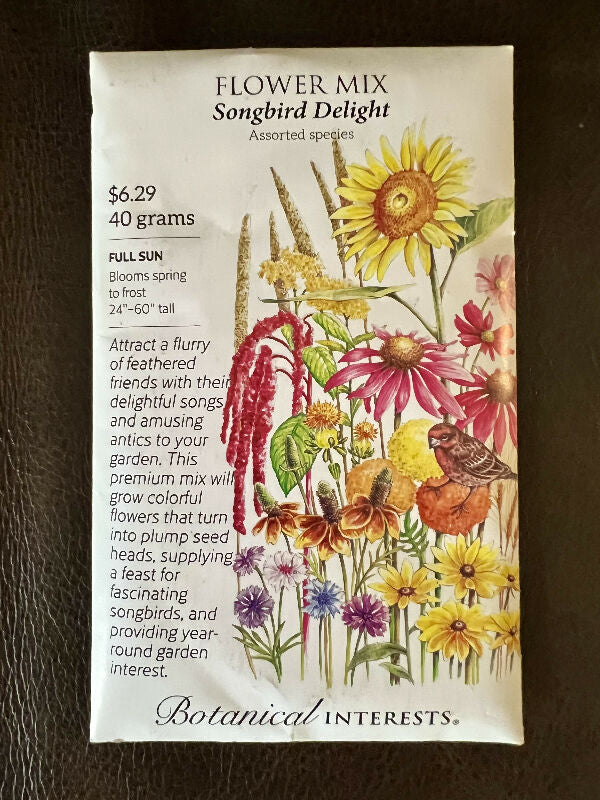 FLOWER MIX
Songbird Delight
Assorted species
$6.29
40 grams
FULL SUN
Blooms spring
to frost
24"–60" tall
Attract a flurry
of feathered
friends with their
delightful songs
and amusing
antics to your
garden. This
premium mix will
grow colorful
flowers that turn
into plump seed
heads, supplying
a feast for
fascinating
songbirds, and
providing year-
round garden
interest.
Botanical INTERESTS®